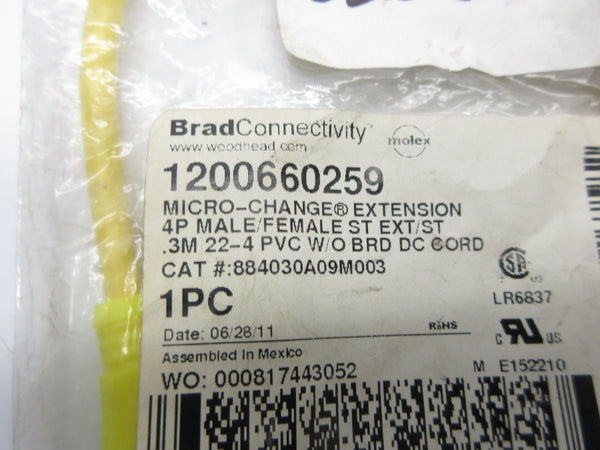 BradConnectivity™ molex
www.woodhead.com
1200660259
MICRO-CHANGE® EXTENSION
4P MALE/FEMALE ST EXT/ST
.3M 22-4 PVC W/O BRD DC CORD
CAT #:884030A09M003
1PC
LR6837
Date: 06/28/11 RoHS
C US
Assembled In Mexico
M E152210
WO: 000817443052